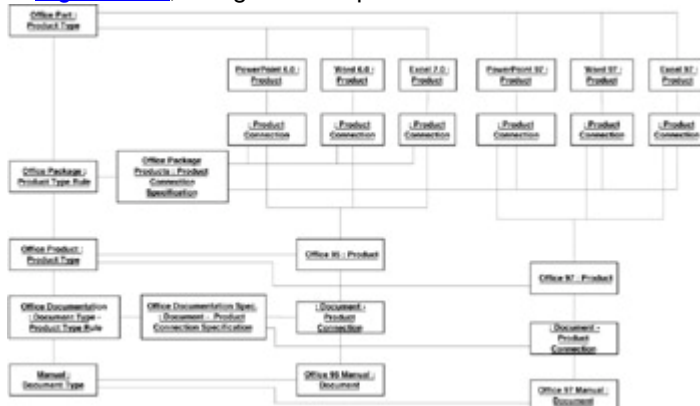 Office Part :
Product Type
PowerPoint 6.0 :
Product
Word 6.0 :
Product
Excel 7.0 :
Product
PowerPoint 97 :
Product
Word 97 :
Product
Excel 97 :
Product
: Product
Connection
: Product
Connection
: Product
Connection
: Product
Connection
: Product
Connection
: Product
Connection
Office Package :
Product Type Rule
Office Package
Products : Product
Connection
Specification
Office Product :
Product Type
Office 95 : Product
Office 97 : Product
Office Documentation
: Document Type -
Product Type Rule
Office Documentation Spec.
: Document - Product
Connection Specification
: Document -
Product
Connection
: Document -
Product
Connection
Manual :
Document Type
Office 95 Manual :
Document
Office 97 Manual :
Document